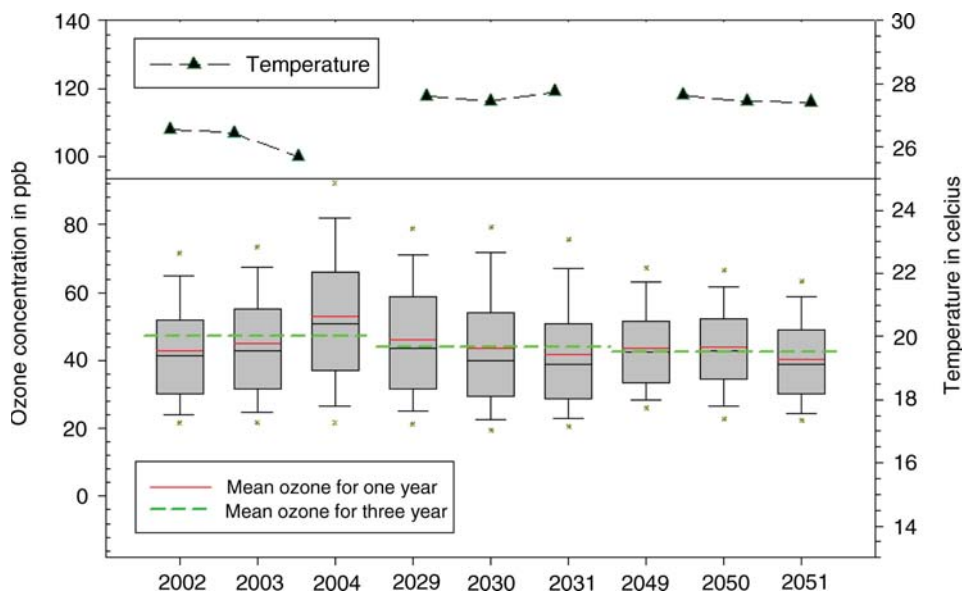 Temperature
Ozone concentration in ppb
140
120
100
80
60
40
20
0
30
28
26
24
22
20
18
16
14
Temperature in celcius
Mean ozone for one year
Mean ozone for three year
2002 2003 2004 2029 2030 2031 2049 2050 2051